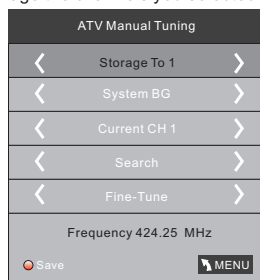 ATV Manual Tuning
Storage To 1
System BG
Current CH 1
Search
Fine-Tune
Frequency 424.25 MHz
Save MENU